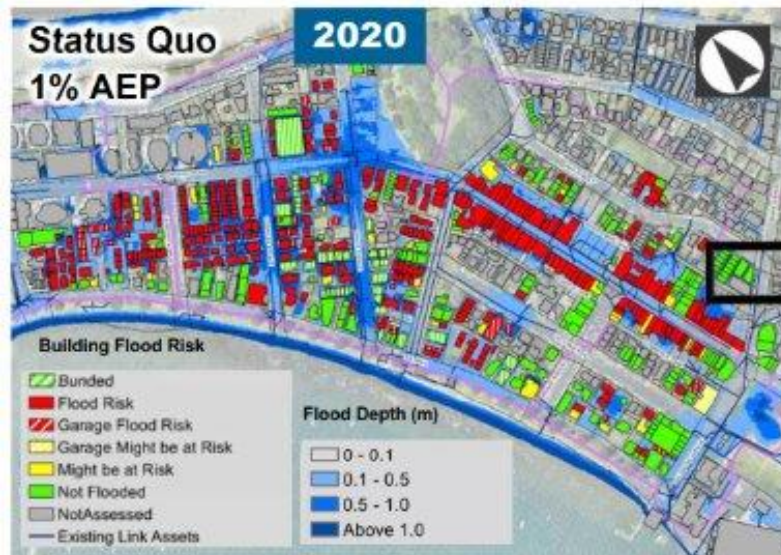 Status Quo
1% AEP
2020
Building Flood Risk
Bunded
Flood Risk
Garage Flood Risk
Garage Might be at Risk
Might be at Risk
Not Flooded
NotAssessed
Existing Link Assets
Flood Depth (m)
0 - 0.1
0.1 - 0.5
0.5 - 1.0
Above 1.0